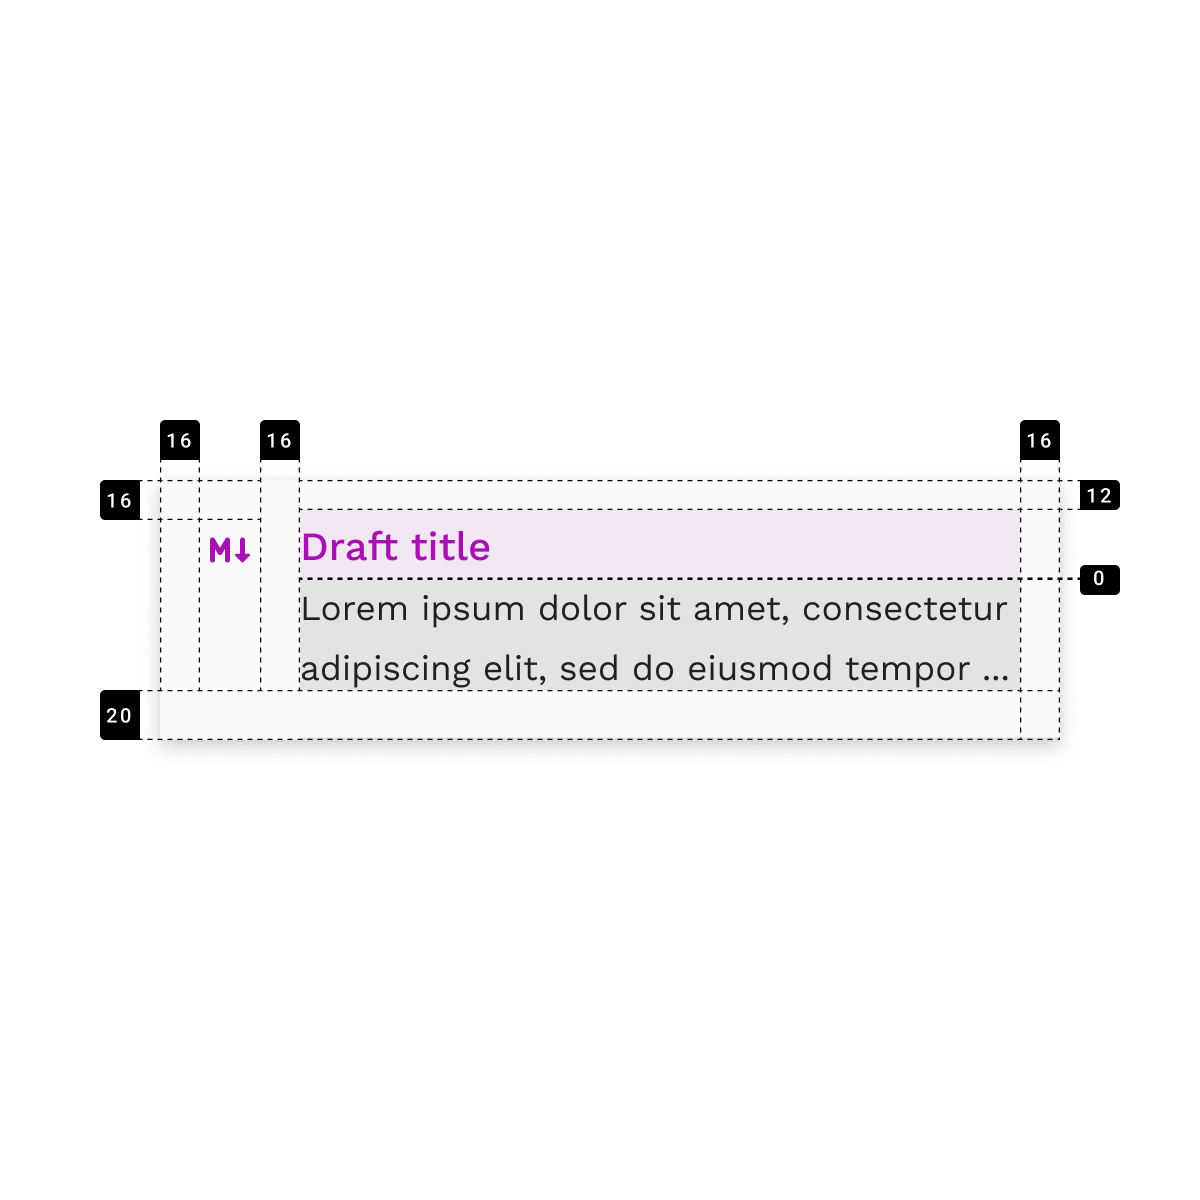 16 16 16
16
12
M↓ Draft title
0
Lorem ipsum dolor sit amet, consectetur
adipiscing elit, sed do eiusmod tempor ...
20